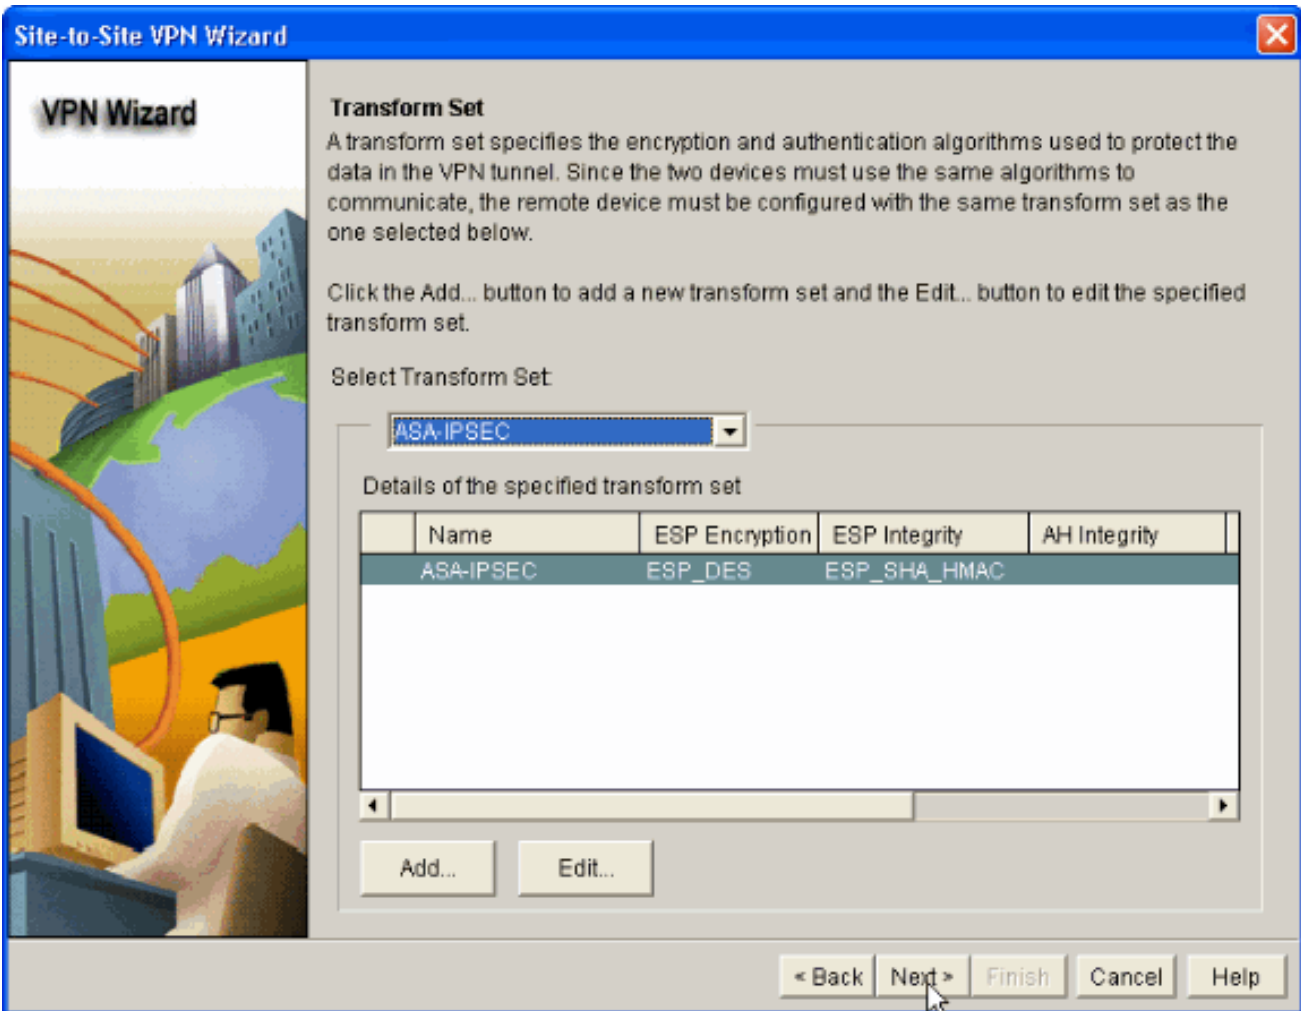 Site-to-Site VPN Wizard
VPN Wizard
Transform Set
A transform set specifies the encryption and authentication algorithms used to protect the
data in the VPN tunnel. Since the two devices must use the same algorithms to
communicate, the remote device must be configured with the same transform set as the
one selected below.
Click the Add... button to add a new transform set and the Edit... button to edit the specified
transform set.
Select Transform Set:
ASA-IPSEC
Details of the specified transform set
Name ESP Encryption ESP Integrity AH Integrity
ASA-IPSEC ESP_DES ESP_SHA_HMAC
Add... Edit...
< Back Next > Finish Cancel Help